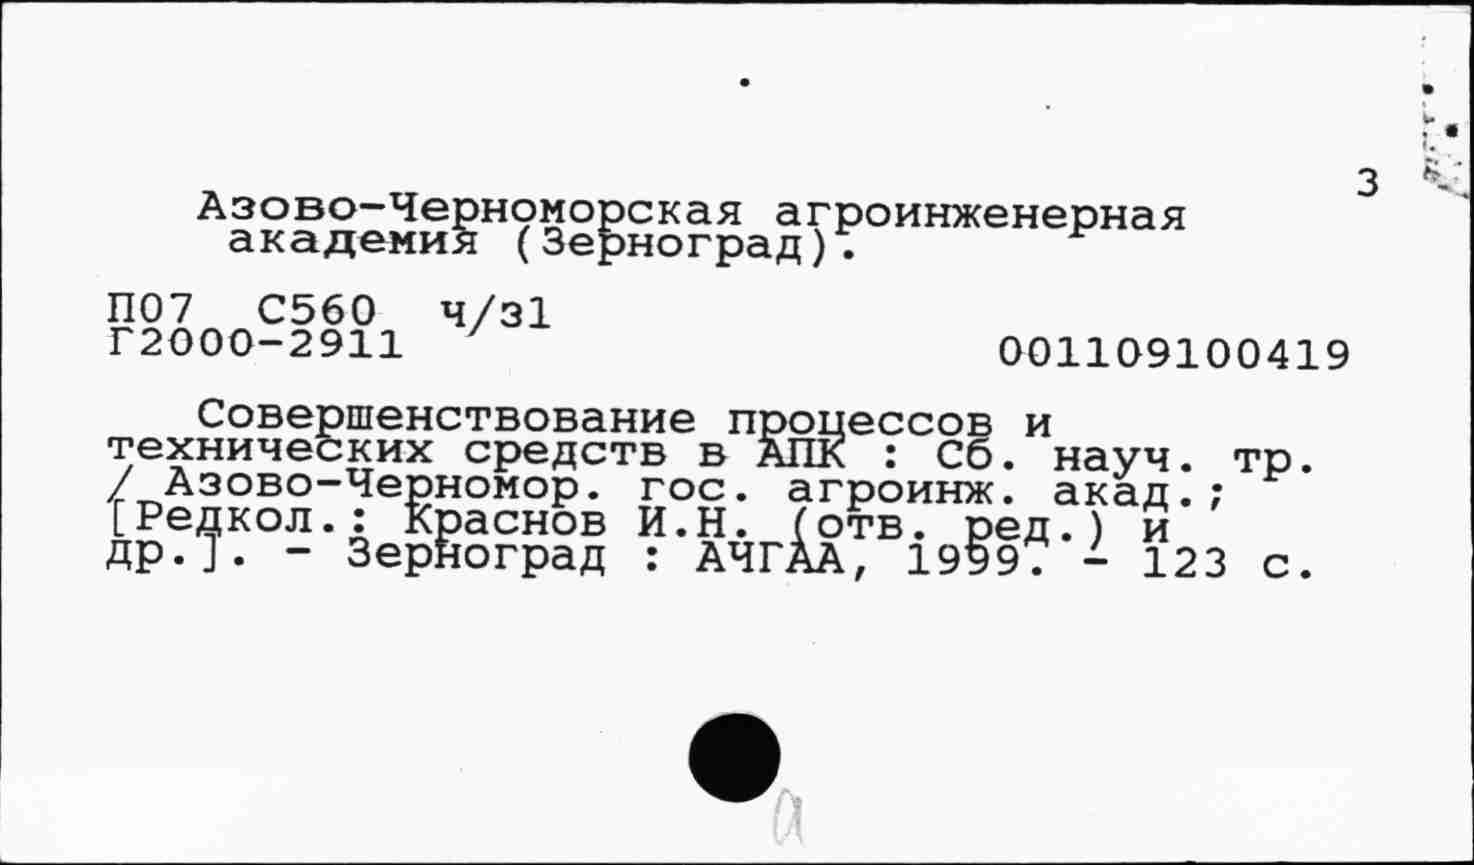 3
Азово-Черноморская агроинженерная
академия (Зерноград).
П07 С560 ч/з1
Г2000-2911 001109100419
Совершенствование процессов и
технических средств в АПК : Сб. науч. тр.
/ Азово-Черномор. гос. агроинж. акад.;
[Редкол.: Краснов И.Н. (отв. ред.) и
др.]. - Зерноград : АЧГАА, 1999. - 123 с.
а